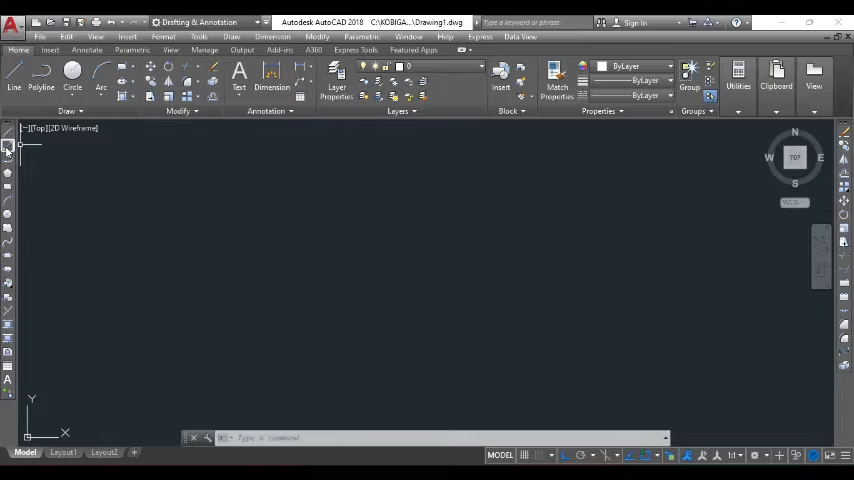 Drafting & Annotation
Autodesk AutoCAD 2018 C:\KOBIGA...\Drawing1.dwg
Type a keyword or phrase
Sign In
File Edit View Insert Format Tools Draw Dimension Modify Parametric Window Help Express Data View
Home Insert Annotate Parametric View Manage Output Add-ins A360 Express Tools Featured Apps
0
ByLayer
ByLayer
ByLayer
Line Polyline Circle Arc Text Dimension Layer Properties Insert Match Properties Group Utilities Clipboard View
Draw Modify Annotation Layers Block Properties Groups
[−][Top][2D Wireframe]
N
W TOP E
S
WCS
Y
X
Type a command
Model Layout1 Layout2 +
MODEL 1:1